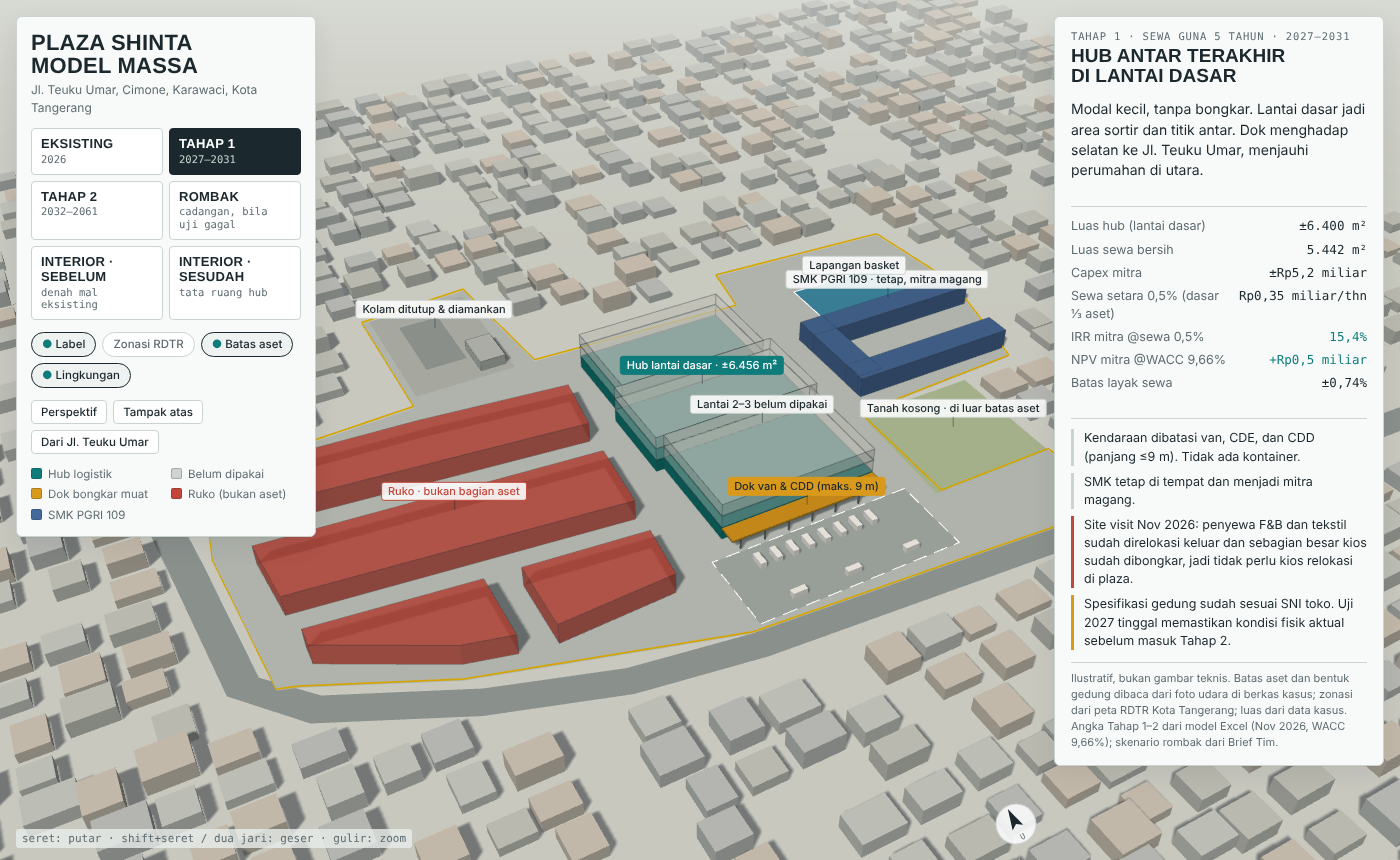 PLAZA SHINTA
MODEL MASSA
Jl. Teuku Umar, Cimone, Karawaci, Kota
Tangerang
EKSISTING
2026
TAHAP 1
2027–2031
TAHAP 2
2032–2061
ROMBAK
cadangan, bila
uji gagal
INTERIOR ·
SEBELUM
denah mal
eksisting
INTERIOR ·
SESUDAH
tata ruang hub
Label
Zonasi RDTR
Batas aset
Lingkungan
Perspektif
Tampak atas
Dari Jl. Teuku Umar
Hub logistik
Belum dipakai
Dok bongkar muat
Ruko (bukan aset)
SMK PGRI 109
Lapangan basket
SMK PGRI 109 · tetap, mitra magang
Kolam ditutup & diamankan
Hub lantai dasar · ±6.456 m²
Lantai 2–3 belum dipakai
Tanah kosong · di luar batas aset
Ruko · bukan bagian aset
Dok van & CDD (maks. 9 m)
TAHAP 1 · SEWA GUNA 5 TAHUN · 2027–2031
HUB ANTAR TERAKHIR
DI LANTAI DASAR
Modal kecil, tanpa bongkar. Lantai dasar jadi
area sortir dan titik antar. Dok menghadap
selatan ke Jl. Teuku Umar, menjauhi
perumahan di utara.
Luas hub (lantai dasar) ±6.400 m²
Luas sewa bersih 5.442 m²
Capex mitra ±Rp5,2 miliar
Sewa setara 0,5% (dasar Rp0,35 miliar/thn
⅓ aset)
IRR mitra @sewa 0,5% 15,4%
NPV mitra @WACC 9,66% +Rp0,5 miliar
Batas layak sewa ±0,74%
Kendaraan dibatasi van, CDE, dan CDD
(panjang ≤9 m). Tidak ada kontainer.
SMK tetap di tempat dan menjadi mitra
magang.
Site visit Nov 2026: penyewa F&B dan tekstil
sudah direlokasi keluar dan sebagian besar kios
sudah dibongkar, jadi tidak perlu kios relokasi
di plaza.
Spesifikasi gedung sudah sesuai SNI toko. Uji
2027 tinggal memastikan kondisi fisik aktual
sebelum masuk Tahap 2.
Ilustratif, bukan gambar teknis. Batas aset dan bentuk
gedung dibaca dari foto udara di berkas kasus; zonasi
dari peta RDTR Kota Tangerang; luas dari data kasus.
Angka Tahap 1–2 dari model Excel (Nov 2026, WACC
9,66%); skenario rombak dari Brief Tim.
seret: putar · shift+seret / dua jari: geser · gulir: zoom
U